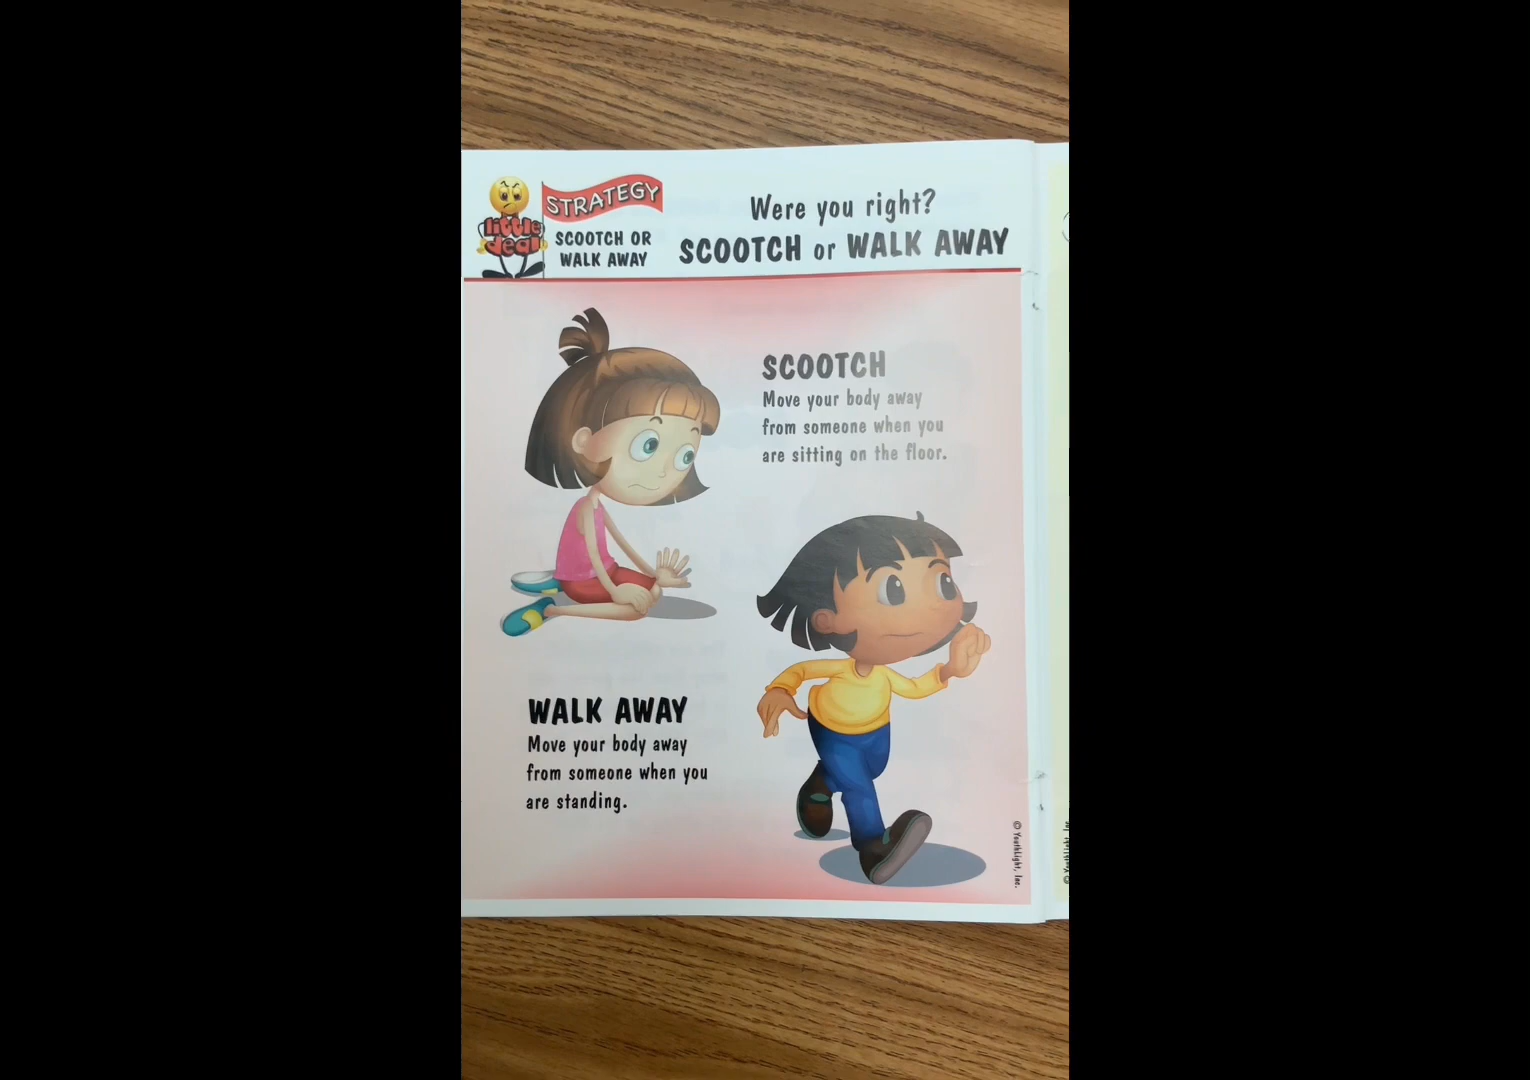 STRATEGY
little deal
SCOOTCH OR
WALK AWAY
Were you right?
SCOOTCH or WALK AWAY
SCOOTCH
Move your body away
from someone when you
are sitting on the floor.
WALK AWAY
Move your body away
from someone when you
are standing.
© YouthLight, Inc.
© YouthLight, Inc.